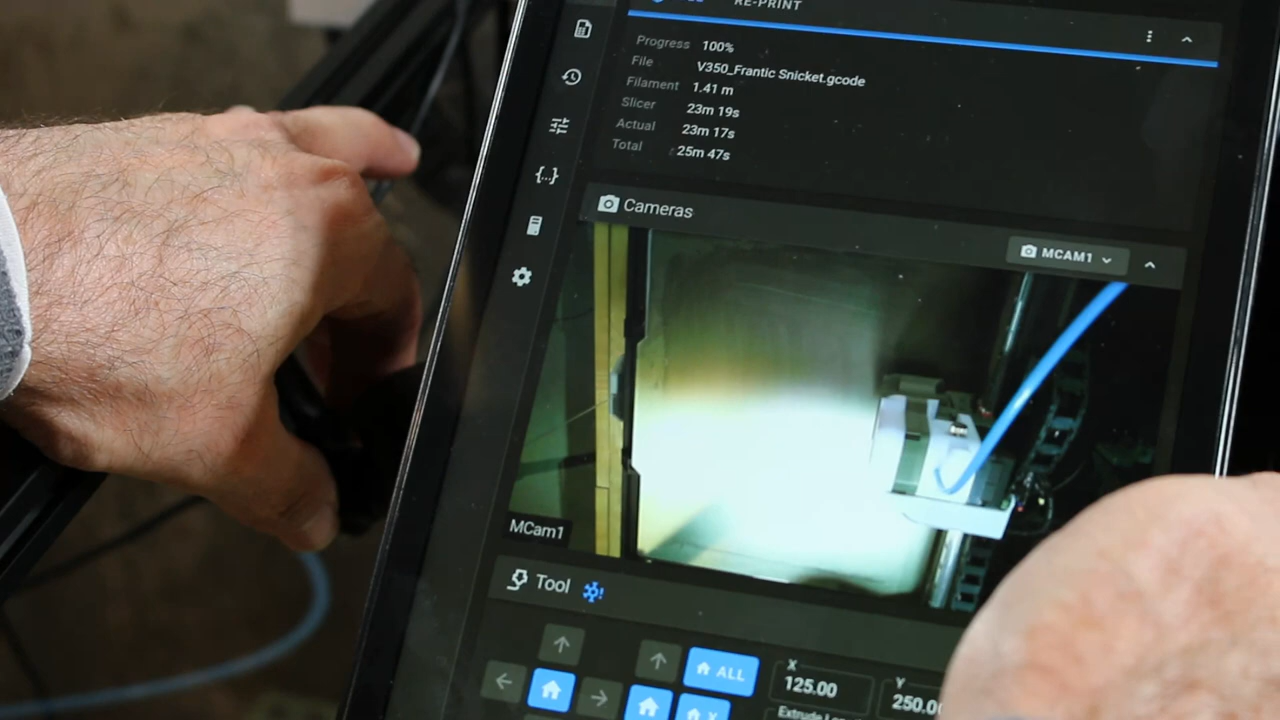 RE-PRINT
Progress 100%
File V350_Frantic Snicket.gcode
Filament 1.41 m
Slicer 23m 19s
Actual 23m 17s
Total 25m 47s
Cameras
MCAM1
MCam1
Tool
ALL
X
125.00
Y
250.0